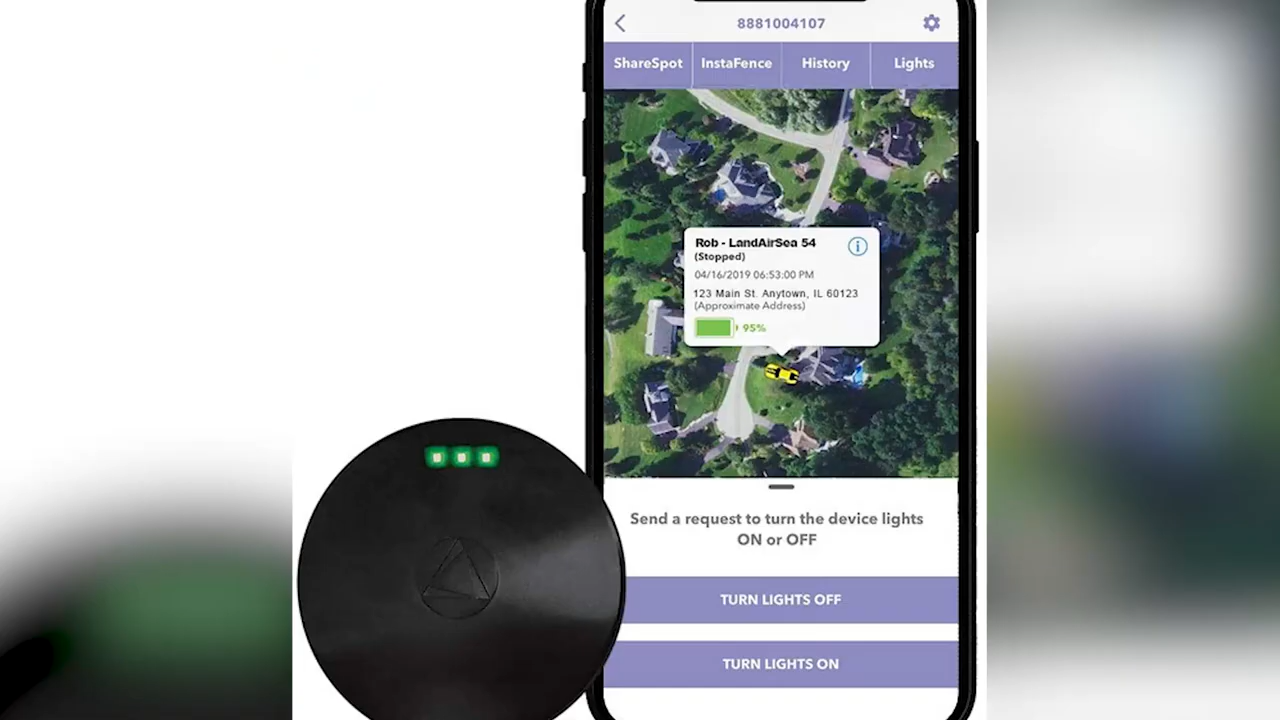 8881004107
ShareSpot InstaFence History Lights
Rob - LandAirSea 54
(Stopped)
04/16/2019 06:53:00 PM
123 Main St. Anytown, IL 60123
(Approximate Address)
95%
Send a request to turn the device lights
ON or OFF
TURN LIGHTS OFF
TURN LIGHTS ON